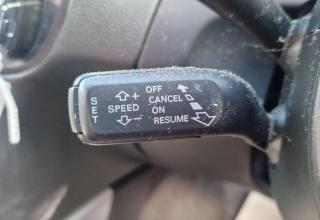 SET
OFF
CANCEL
SPEED ON
RESUME
+
-